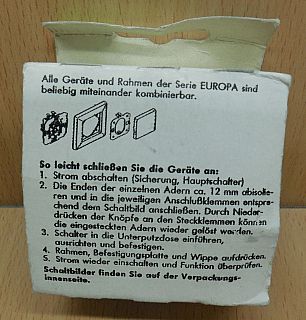 Alle Geräte und Rahmen der Serie EUROPA sind
beliebig miteinander kombinierbar.
So leicht schließen Sie die Geräte an:
1. Strom abschaften (Sicherung, Hauptschafter)
2. Die Enden der einzelnen Adern ca. 12 mm absolie-
ren und in die jeweiligen Anschlußklemmen entspre-
chend dem Schaltbild anschließen. Durch Nieder-
drücken der Knöpfe an den Steckklemmen, können
die eingesteckten Adern wieder gelöst werden.
3. Schalter in die Unterputzdose einführen,
ausrichten und befestigen.
4. Rahmen, Befestigungsplatte und Wippe aufdrücken.
5. Strom wieder einschalten und Funktion überprüfen.
Schaltbilder finden Sie auf der Verpackungs-
innenseite.